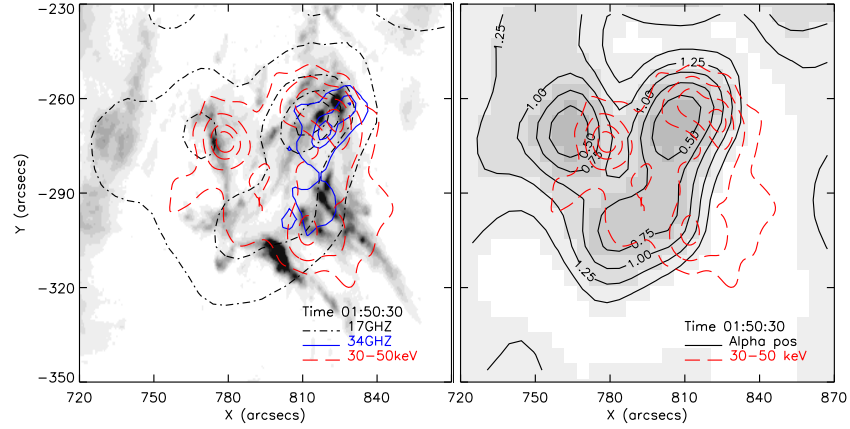 −230
−260
−290
−320
−350
Y (arcsecs)
720
750
780
810
840
X (arcsecs)
Time 01:50:30
17GHZ
34GHZ
30−50keV
1.25
1.25
1.00
1.00
0.50
0.75
0.50
0.75
1.00
1.25
Time 01:50:30
Alpha pos
30−50 keV
720
750
780
810
840
870
X (arcsecs)